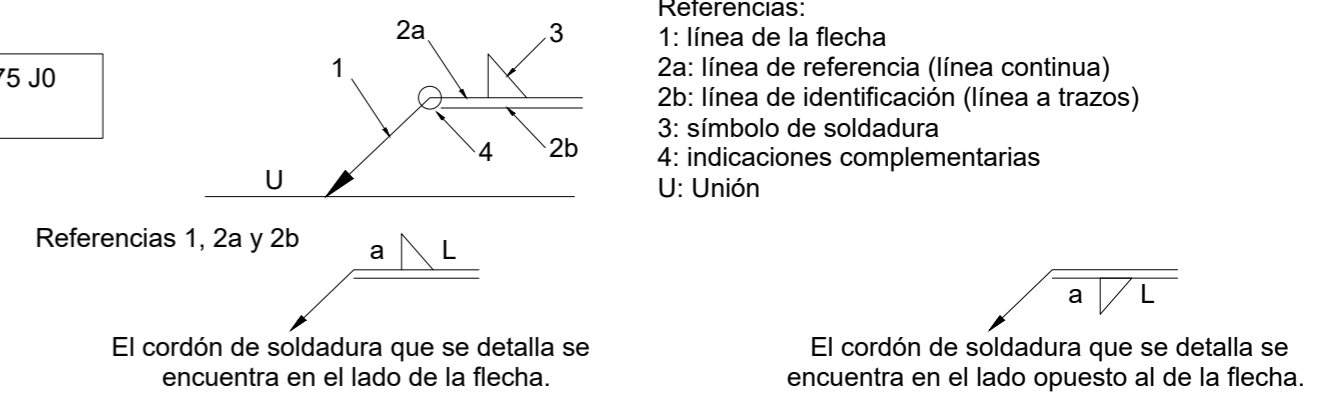 75 J0
2a
3
1
4
2b
U
Referencias:
1: línea de la flecha
2a: línea de referencia (línea continua)
2b: línea de identificación (línea a trazos)
3: símbolo de soldadura
4: indicaciones complementarias
U: Unión
Referencias 1, 2a y 2b
a L
El cordón de soldadura que se detalla se
encuentra en el lado de la flecha.
a L
El cordón de soldadura que se detalla se
encuentra en el lado opuesto al de la flecha.